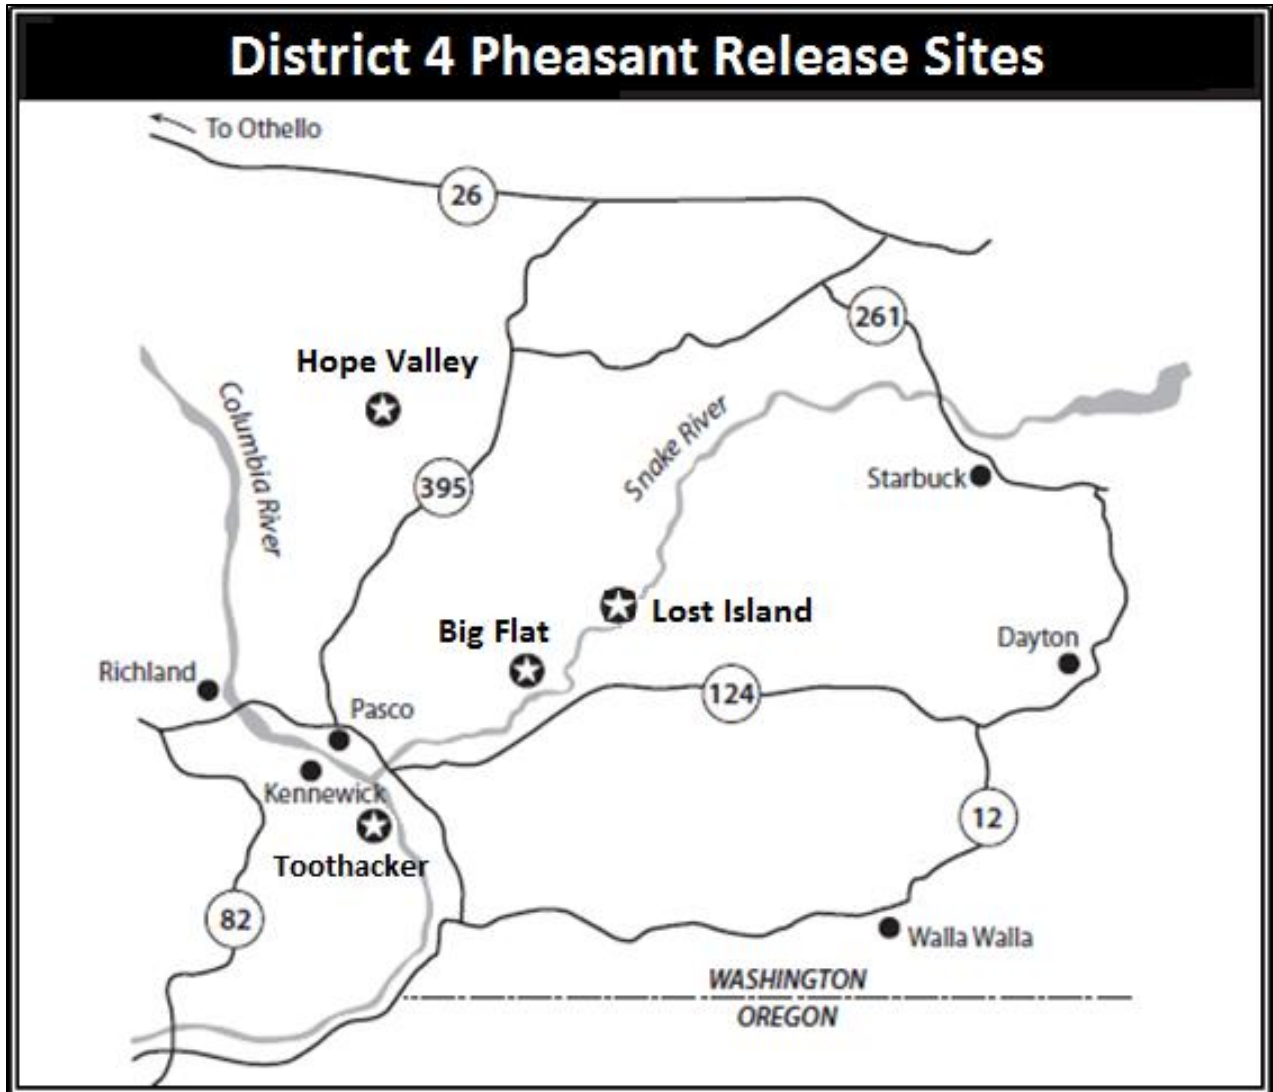 District 4 Pheasant Release Sites
To Othello
26
261
Hope Valley
Columbia River
Snake River
395
Starbuck
Lost Island
Big Flat
Dayton
Richland
124
Pasco
Kennewick
12
Toothacker
82
Walla Walla
WASHINGTON
OREGON